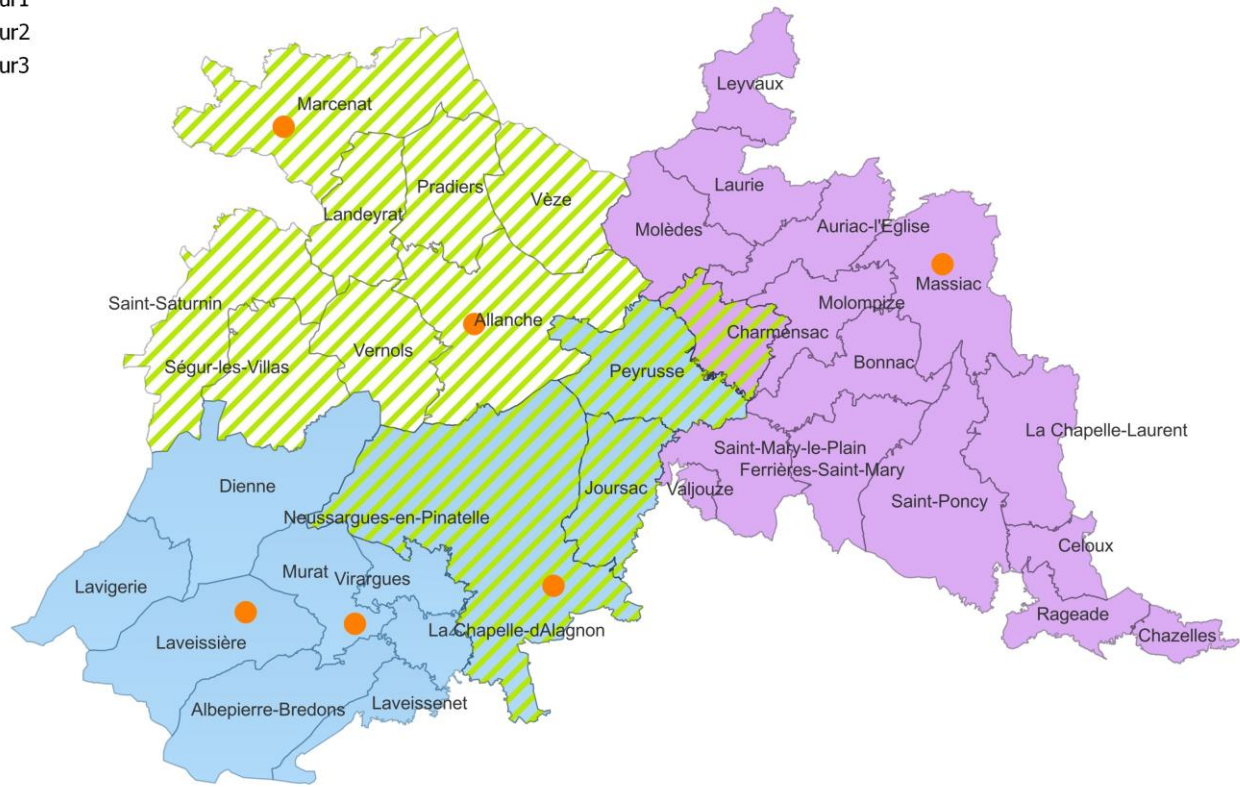 ur1
ur2
ur3
Leyvaux
Marcenat
Laurie
Pradiers
Vèze
Landeyrat
Molèdes
Auriac-l'Eglise
Massiac
Saint-Saturnin
Molompize
Allanche
Charmensac
Vernols
Bonnac
Ségur-les-Villas
Peyrusse
La Chapelle-Laurent
Saint-Mary-le-Plain
Ferrières-Saint-Mary
Dienne
Joursac
Valjouze
Saint-Poncy
Neussargues-en-Pinatelle
Celoux
Murat
Virargues
Lavigerie
Rageade
La Chapelle-dAlagnon
Chazelles
Laveissière
Laveissenet
Albepierre-Bredons